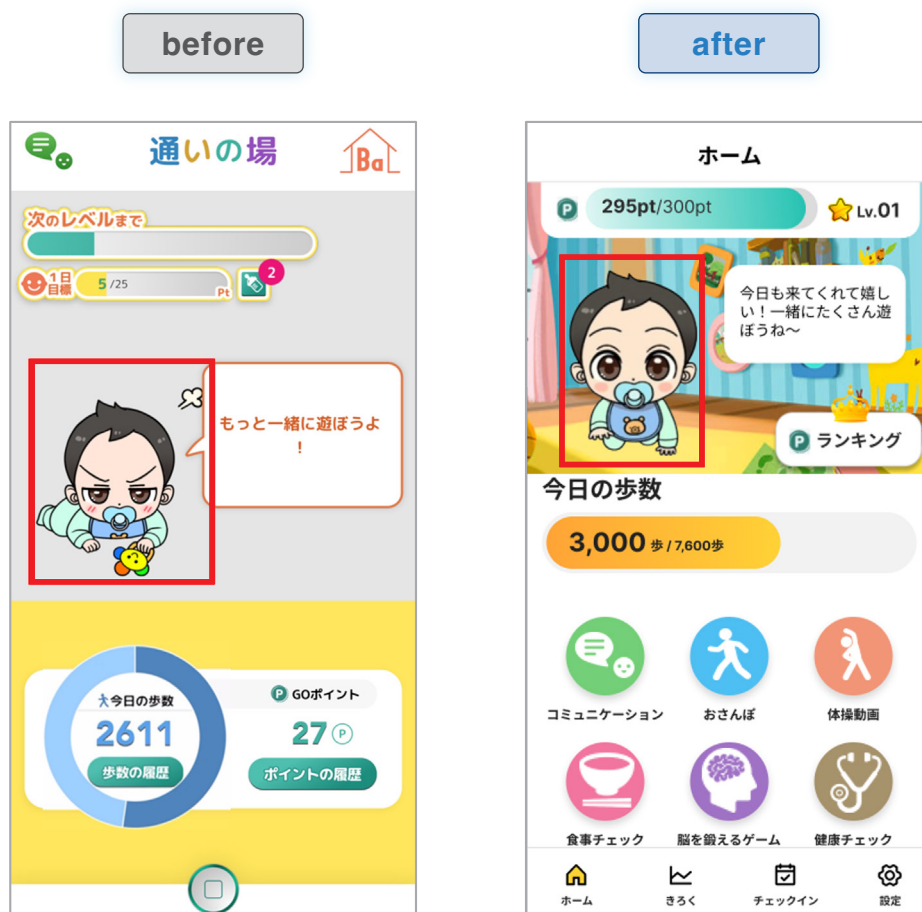 before
after
通いの場
Ba
次のレベルまで
1日
目標
5/25
Pt
2
もっと一緒に遊ぼうよ
!
今日の歩数
2611
歩数の履歴
P GOポイント
27 P
ポイントの履歴
ホーム
P 295pt/300pt
Lv.01
今日も来てくれて嬉し
い!一緒にたくさん遊
ぼうね〜
P ランキング
今日の歩数
3,000 歩 / 7,600歩
コミュニケーション
おさんぽ
体操動画
食事チェック
脳を鍛えるゲーム
健康チェック
ホーム
きろく
チェックイン
設定